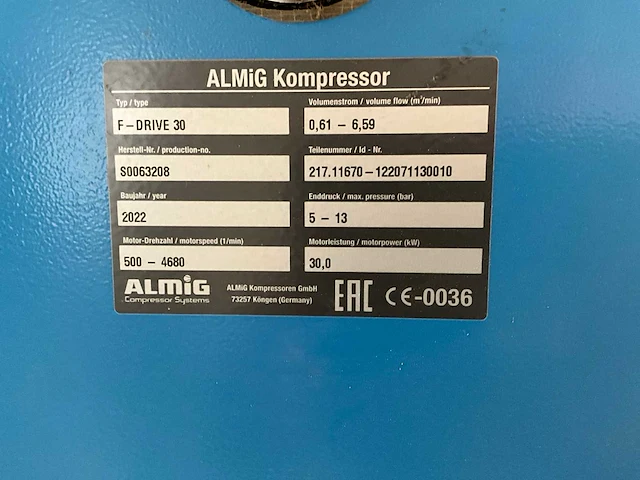 ALMiG Kompressor
Typ / type
F-DRIVE 30
Volumenstrom / volume flow (m³/min)
0,61 - 6,59
Herstell-Nr. / production-no.
S0063208
Teilenummer / Id - Nr.
217.11670-122071130010
Baujahr / year
2022
Enddruck / max. pressure (bar)
5 - 13
Motor-Drehzahl / motorspeed (1/min)
500 - 4680
Motorleistung / motorpower (kW)
30,0
ALMiG
Compressor Systems
ALMiG Kompressoren GmbH
73257 Köngen (Germany)
EAC CE-0036